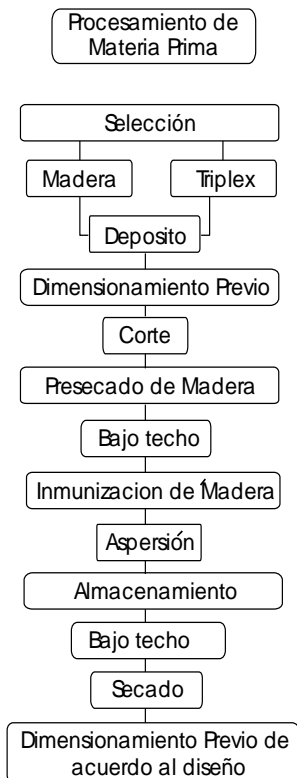 Procesamiento de
Materia Prima
Selección
Madera
Triplex
Deposito
Dimensionamiento Previo
Corte
Presecado de Madera
Bajo techo
Inmunizacion de ́Madera
Aspersión
Almacenamiento
Bajo techo
Secado
Dimensionamiento Previo de
acuerdo al diseño